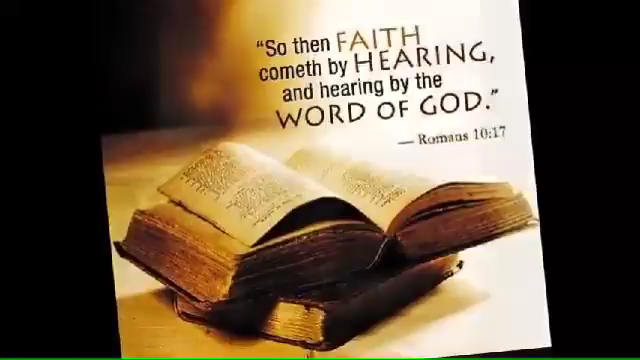 “So then FAITH
cometh by HEARING,
and hearing by the
WORD OF GOD.”
— Romans 10:17